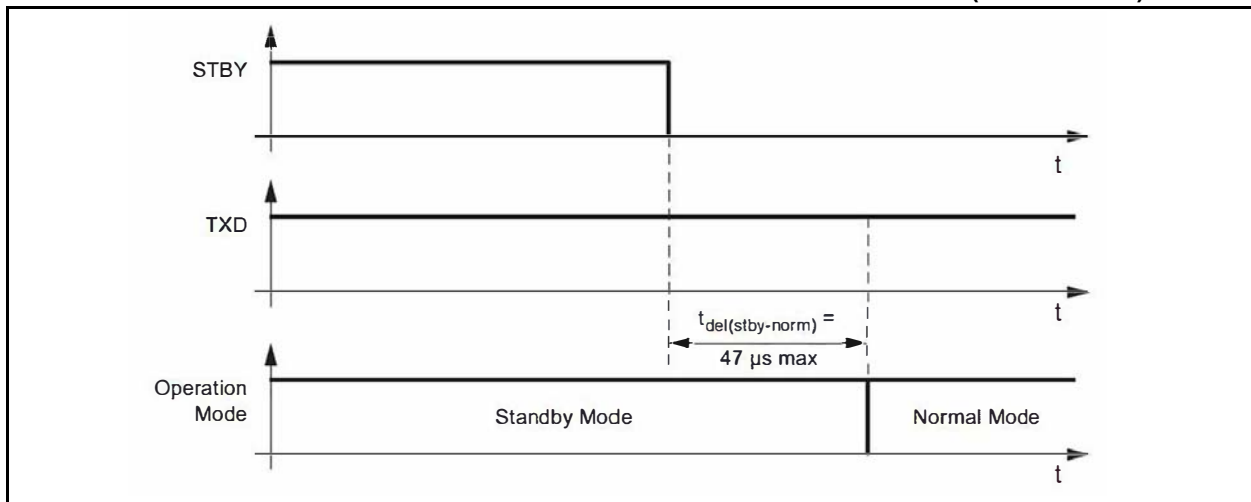 STBY
t
TXD
t
t_del(stby-norm) =
47 µs max
Operation
Mode
Standby Mode
Normal Mode
t